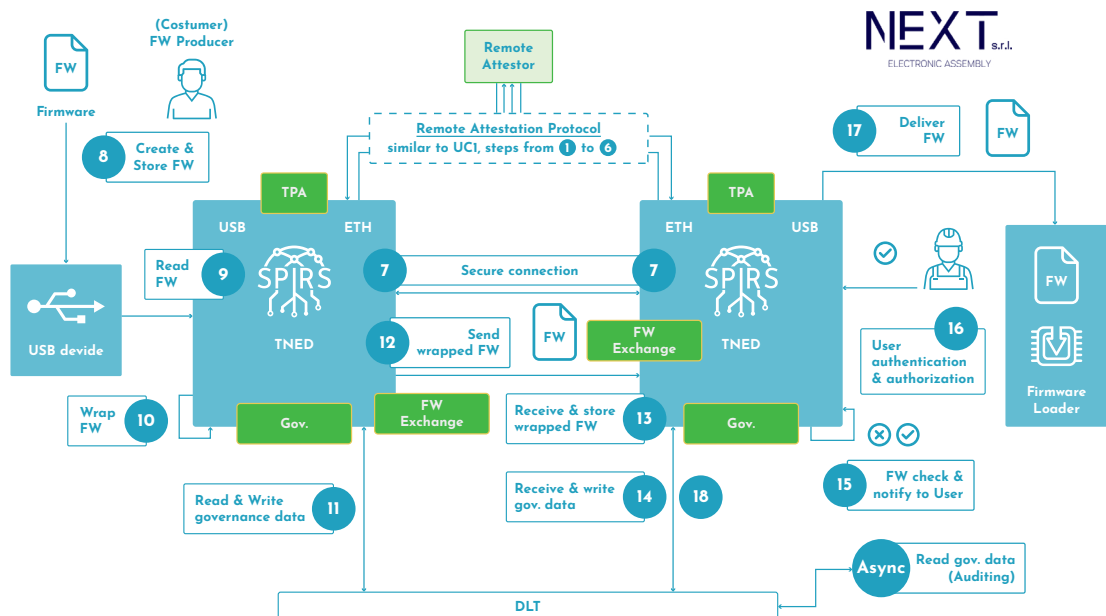 (Costumer)
FW Producer
FW
Firmware
8
Create &
Store FW
Remote
Attestor
Remote Attestation Protocol
similar to UC1, steps from 1 to 6
NEXT s.r.l.
ELECTRONIC ASSEMBLY
17
Deliver
FW
FW
TPA
USB
ETH
SPIRS
TNED
TPA
ETH
USB
SPIRS
TNED
Read
FW
9
7
Secure connection
7
USB devide
12
Send
wrapped FW
FW
FW
Exchange
16
User
authentication
& authorization
FW
Firmware
Loader
Wrap
FW
10
Gov.
FW
Exchange
Receive & store
wrapped FW
13
Gov.
15
FW check &
notify to User
Read & Write
governance data
11
Receive & write
gov. data
14
18
Async
Read gov. data
(Auditing)
DLT